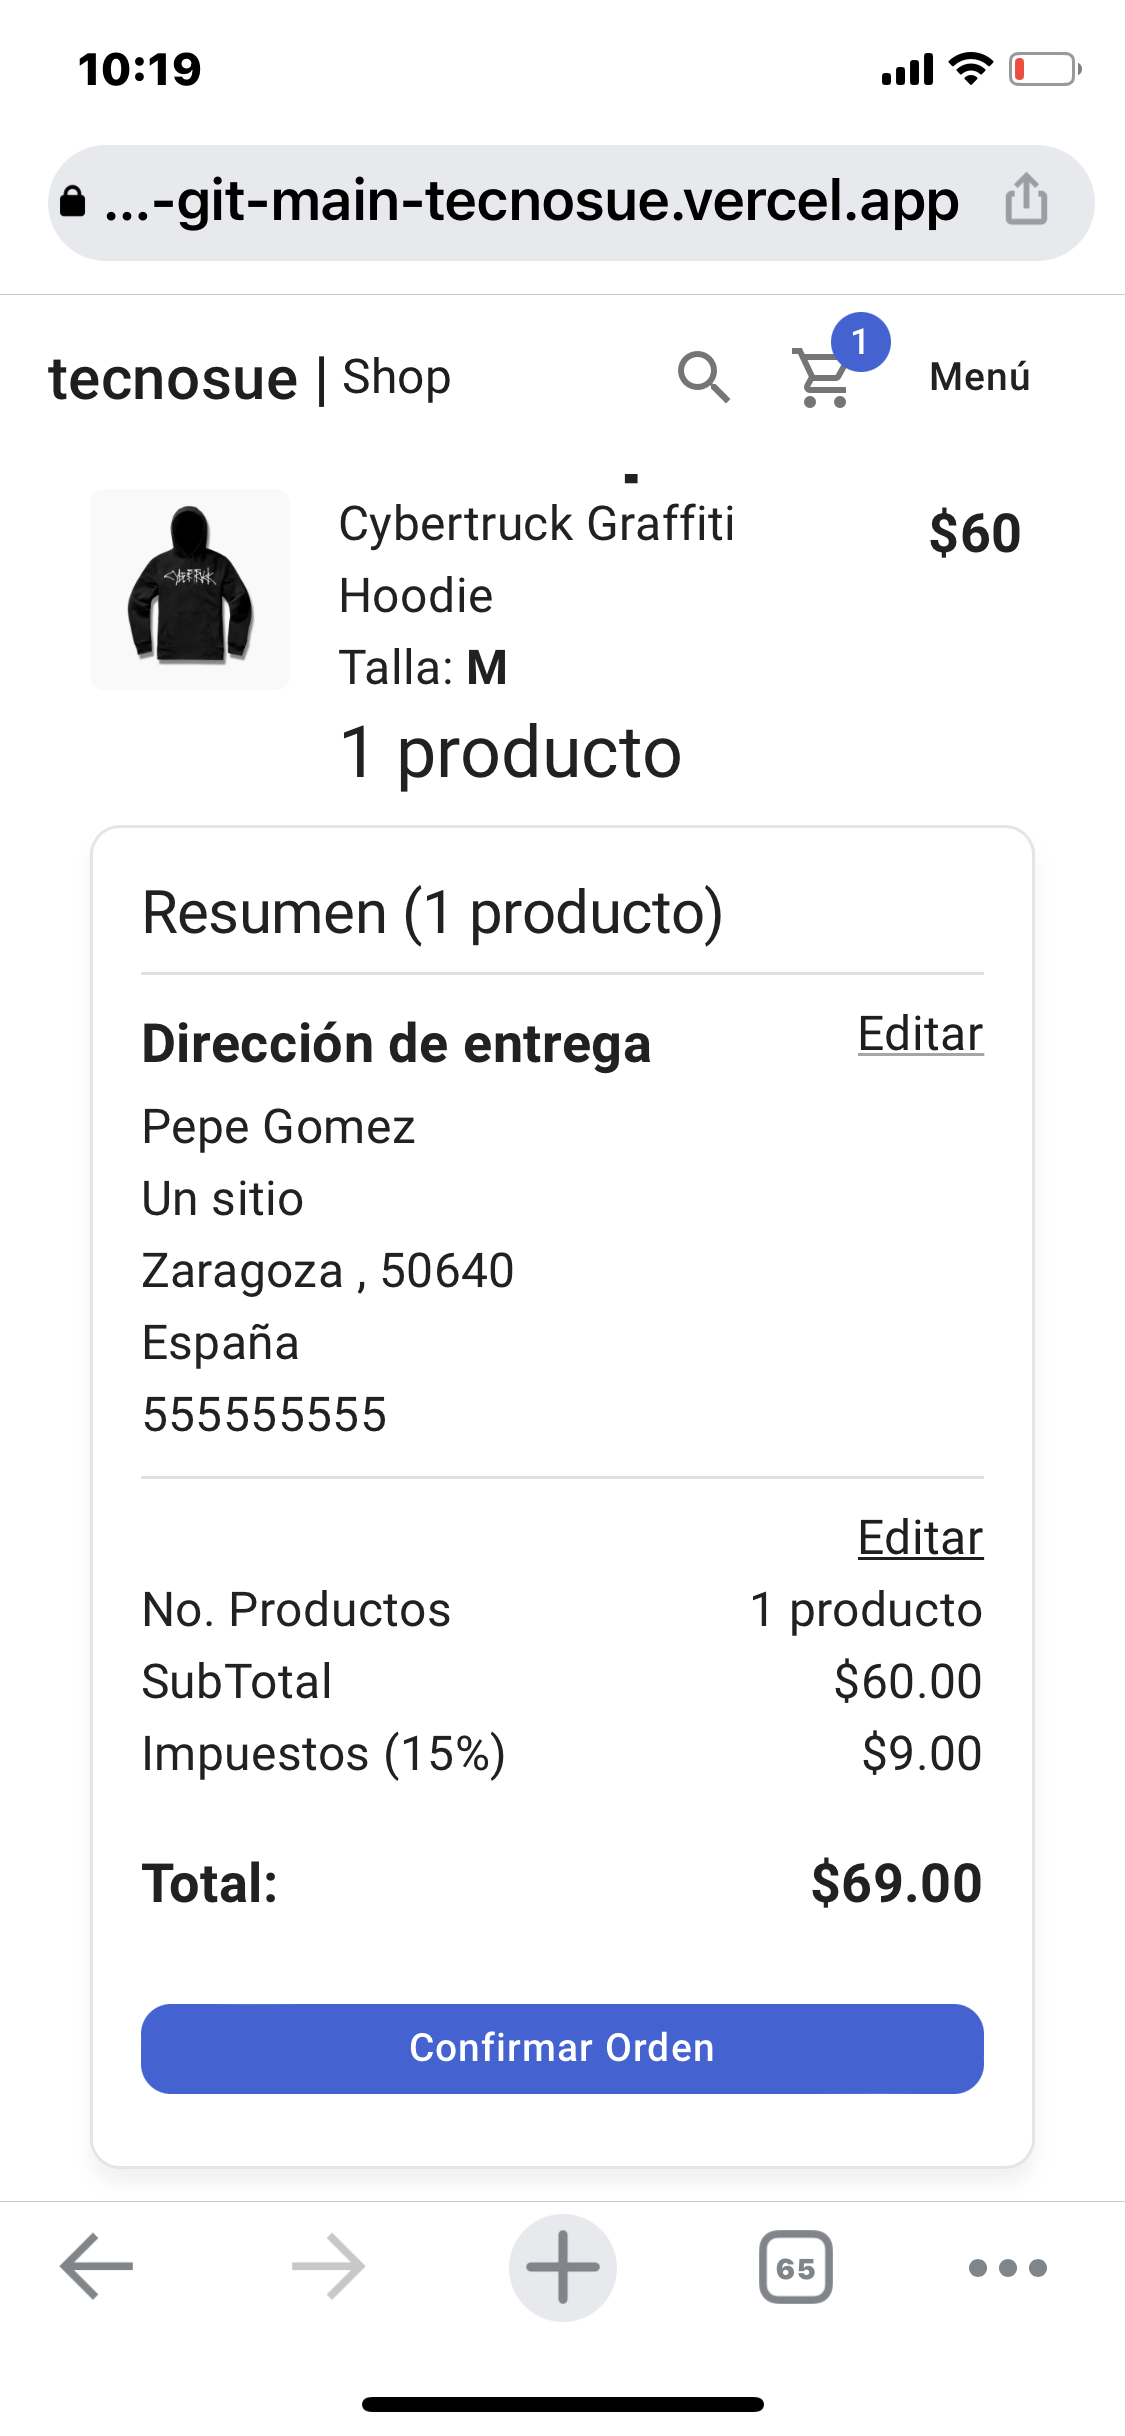 10:19
...-git-main-tecnosue.vercel.app
tecnosue | Shop
1
Menú
Cybertruck Graffiti
$60
Hoodie
CYBERTRUCK
Talla: M
1 producto
Resumen (1 producto)
Dirección de entrega
Editar
Pepe Gomez
Un sitio
Zaragoza , 50640
España
555555555
Editar
No. Productos
1 producto
SubTotal
$60.00
Impuestos (15%)
$9.00
Total:
$69.00
Confirmar Orden
65